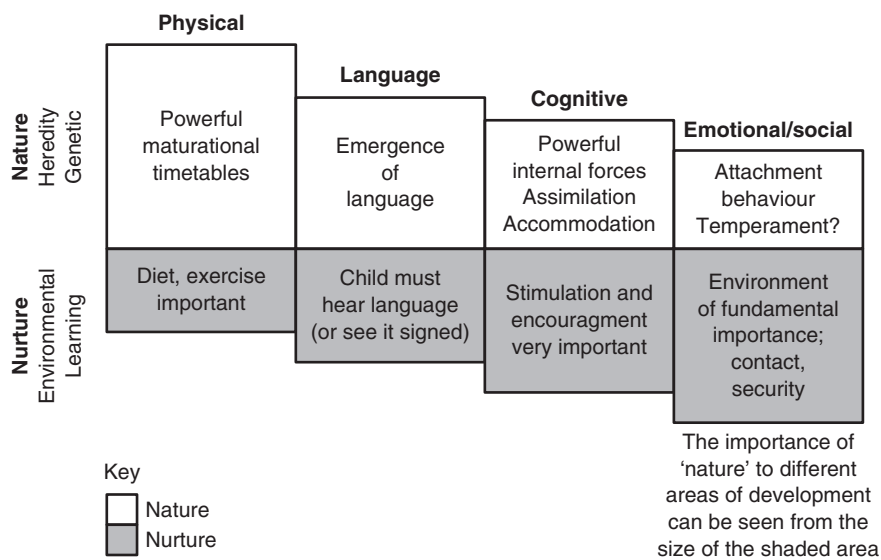 Physical
Language
Cognitive
Emotional/social
Nature
Heredity
Genetic
Powerful
maturational
timetables
Emergence
of
language
Powerful
internal forces
Assimilation
Accommodation
Attachment
behaviour
Temperament?
Nurture
Environmental
Learning
Diet, exercise
important
Child must
hear language
(or see it signed)
Stimulation and
encouragment
very important
Environment
of fundamental
importance;
contact,
security
Key
Nature
Nurture
The importance of
‘nature’ to different
areas of development
can be seen from the
size of the shaded area